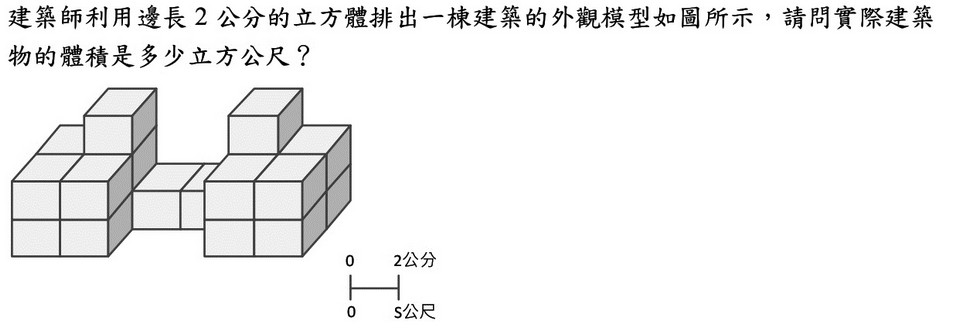 建築師利用邊長 2 公分的立方體排出一棟建築的外觀模型如圖所示，請問實際建築
物的體積是多少立方公尺？
0 2公分
0 S公尺